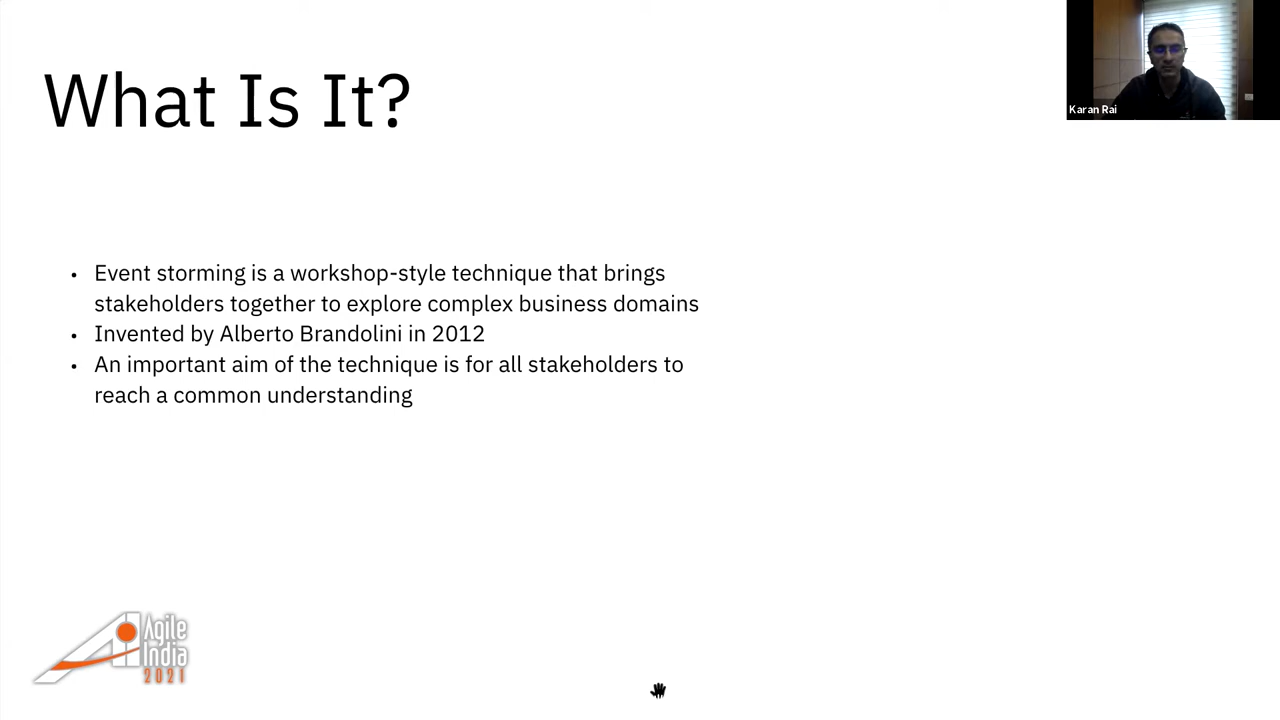 What Is It?
Karan Rai
• Event storming is a workshop-style technique that brings
stakeholders together to explore complex business domains
• Invented by Alberto Brandolini in 2012
• An important aim of the technique is for all stakeholders to
reach a common understanding
Agile
India
2021